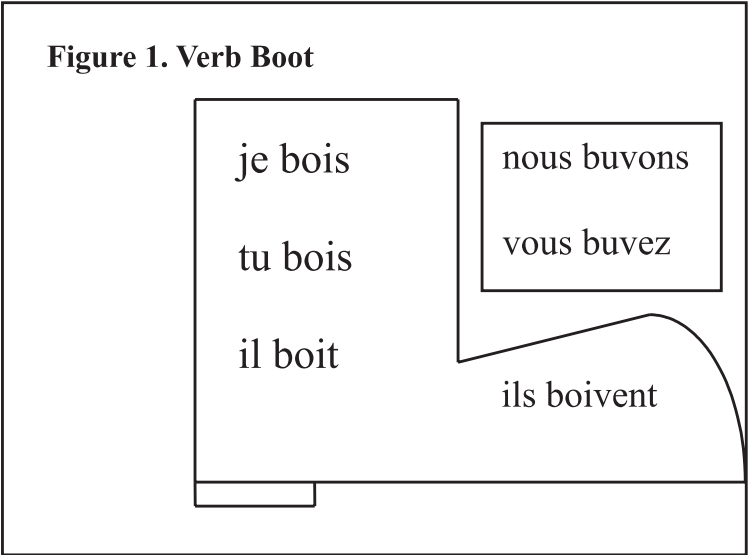 Figure 1. Verb Boot
je bois
tu bois
il boit
nous buvons
vous buvez
ils boivent